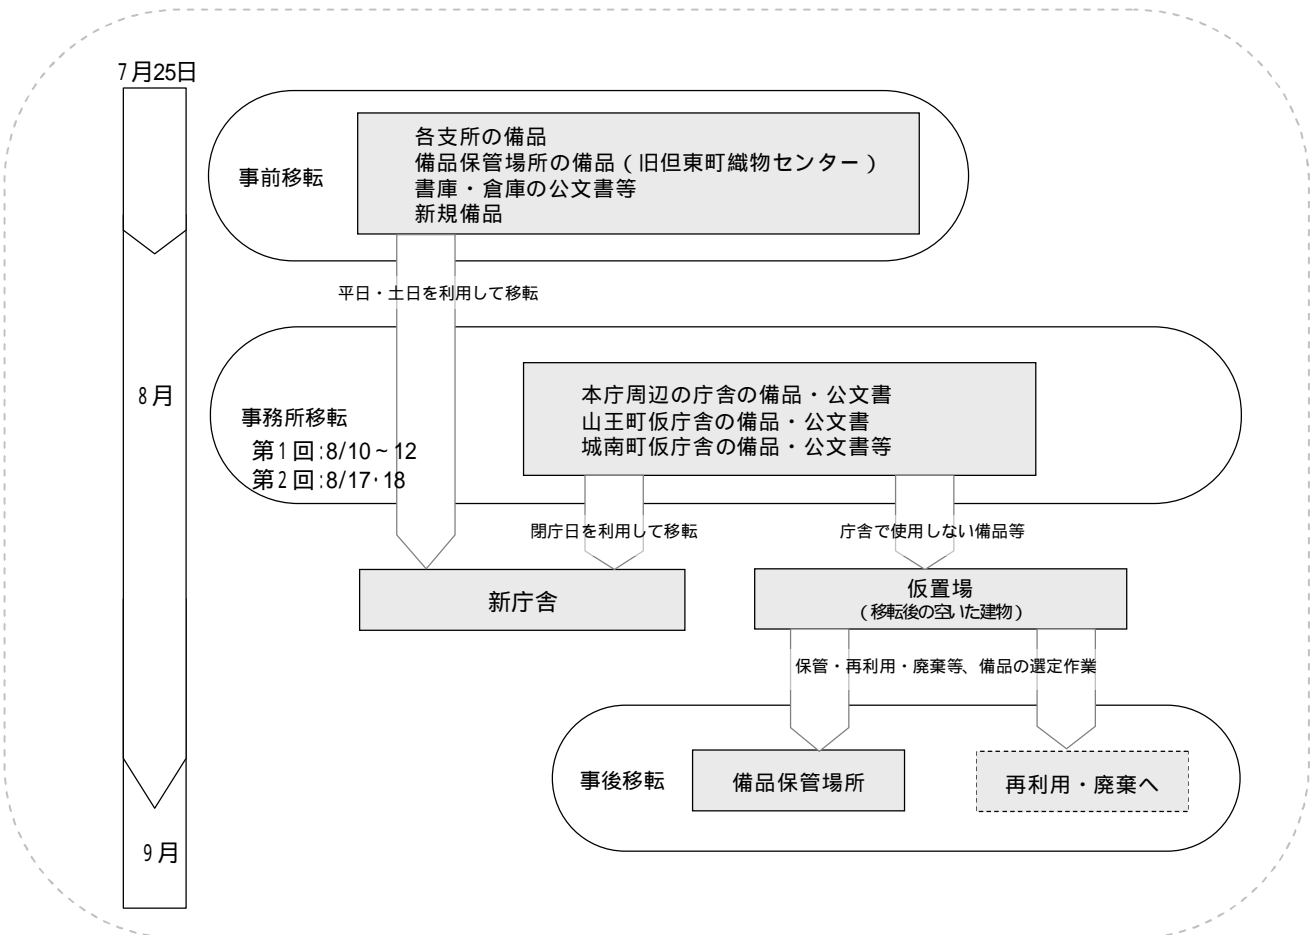 7月25日
事前移転
各支所の備品
備品保管場所の備品(旧但東町織物センター)
書庫・倉庫の公文書等
新規備品
平日・土日を利用して移転
8月
事務所移転
第1回:8/10~12
第2回:8/17・18
本庁周辺の庁舎の備品・公文書
山王町仮庁舎の備品・公文書
城南町仮庁舎の備品・公文書等
閉庁日を利用して移転
庁舎で使用しない備品等
新庁舎
仮置場
(移転後の空いた建物)
保管・再利用・廃棄等、備品の選定作業
事後移転
備品保管場所
再利用・廃棄へ
9月